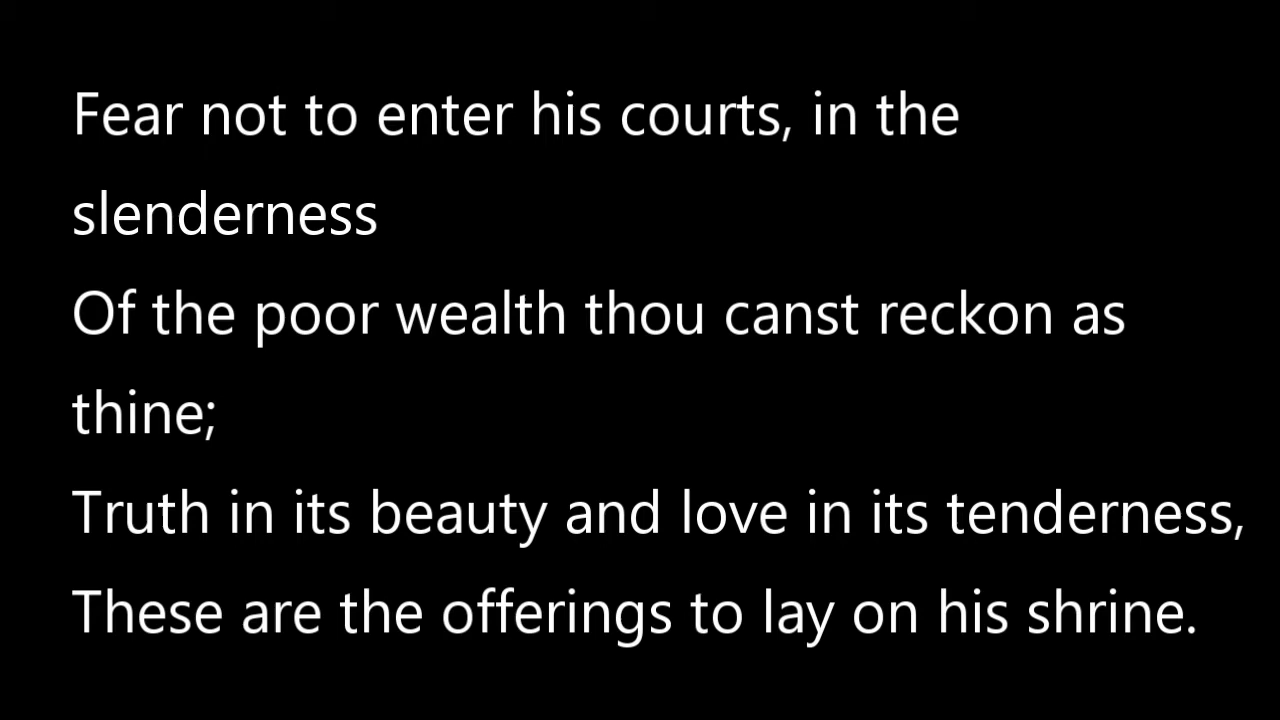 Fear not to enter his courts, in the
slenderness
Of the poor wealth thou canst reckon as
thine;
Truth in its beauty and love in its tenderness,
These are the offerings to lay on his shrine.